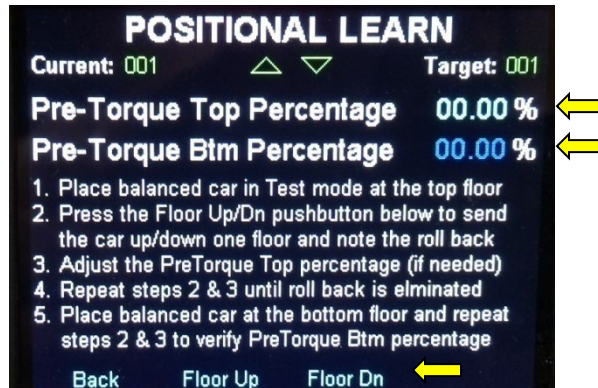 POSITIONAL LEARN
Current: 001 Target: 001
Pre-Torque Top Percentage 00.00 %
Pre-Torque Btm Percentage 00.00 %
1. Place balanced car in Test mode at the top floor
2. Press the Floor Up/Dn pushbutton below to send
the car up/down one floor and note the roll back
3. Adjust the PreTorque Top percentage (if needed)
4. Repeat steps 2 & 3 until roll back is elminated
5. Place balanced car at the bottom floor and repeat
steps 2 & 3 to verify PreTorque Btm percentage
Back Floor Up Floor Dn